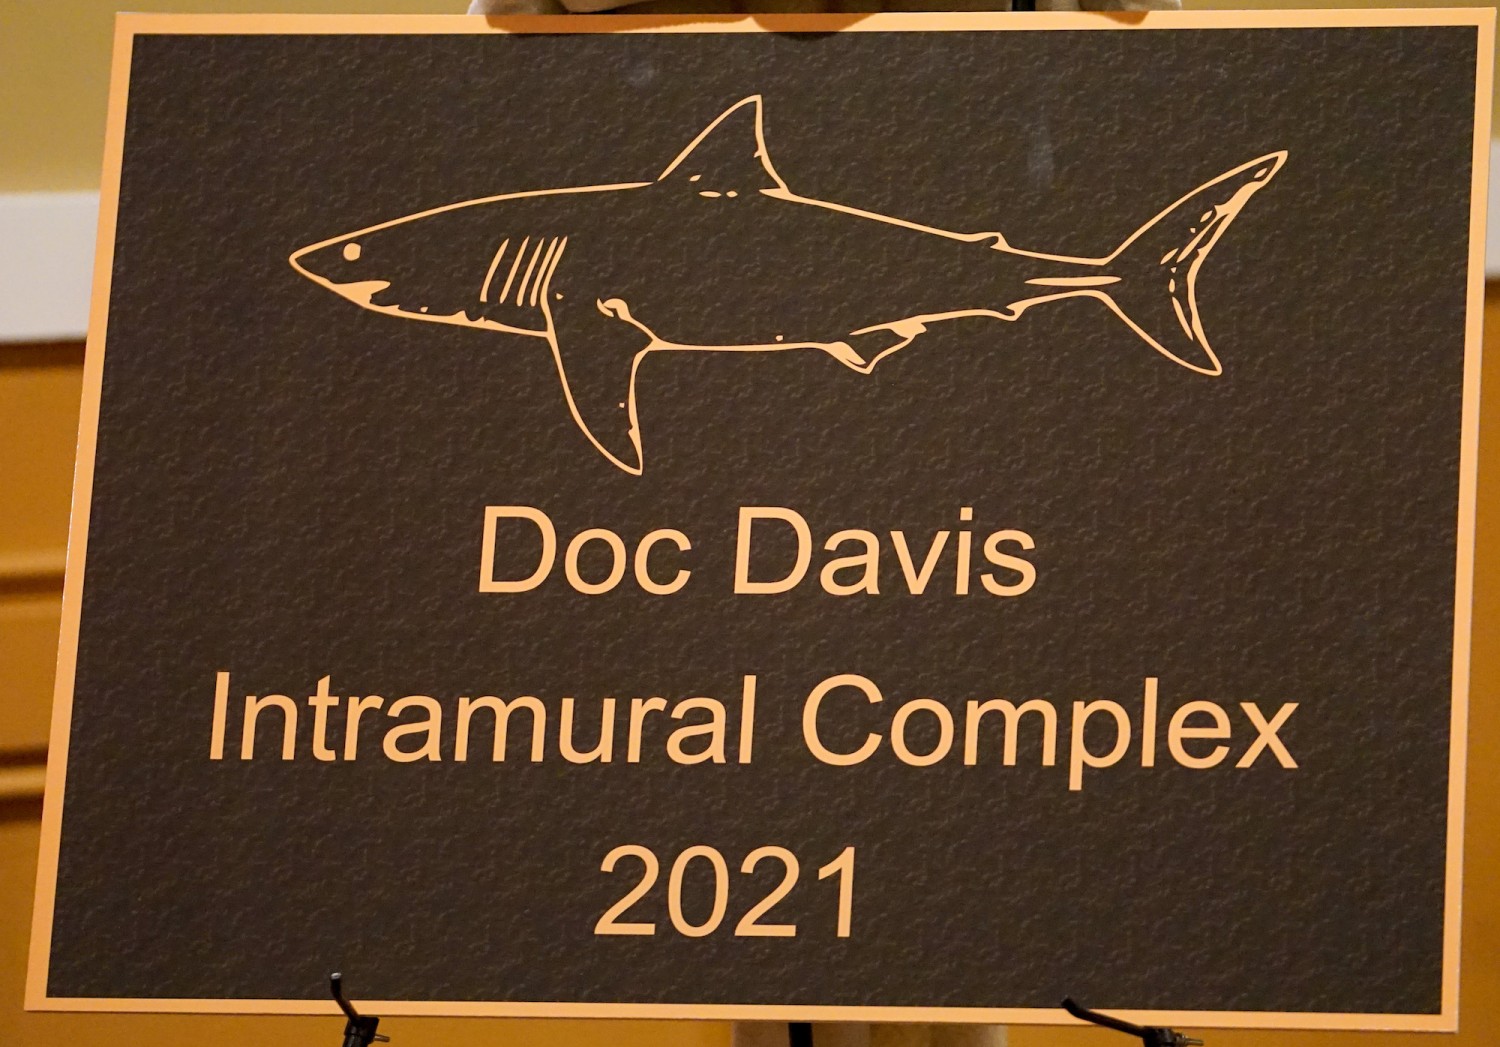 Doc Davis
Intramural Complex
2021